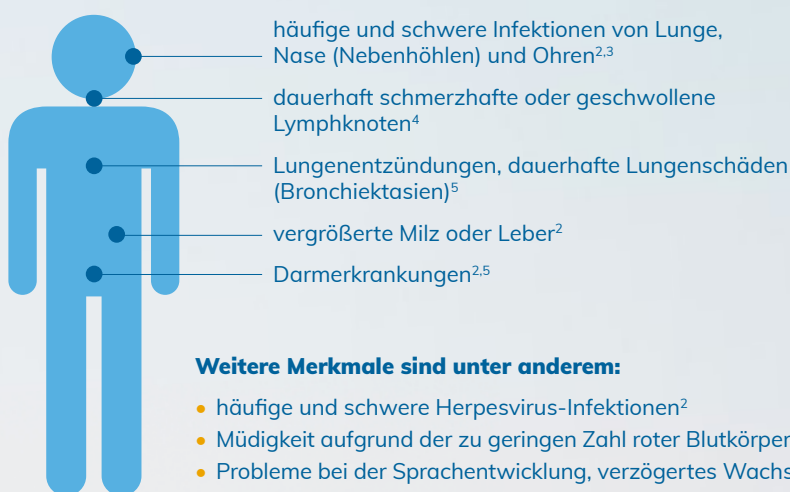 häufige und schwere Infektionen von Lunge,
Nase (Nebenhöhlen) und Ohren2,3
dauerhaft schmerzhafte oder geschwollene
Lymphknoten4
Lungenentzündungen, dauerhafte Lungenschäden
(Bronchiektasien)5
vergrößerte Milz oder Leber2
Darmerkrankungen2,5
Weitere Merkmale sind unter anderem:
• häufige und schwere Herpesvirus-Infektionen2
• Müdigkeit aufgrund der zu geringen Zahl roter Blutkörper
• Probleme bei der Sprachentwicklung, verzögertes Wachs